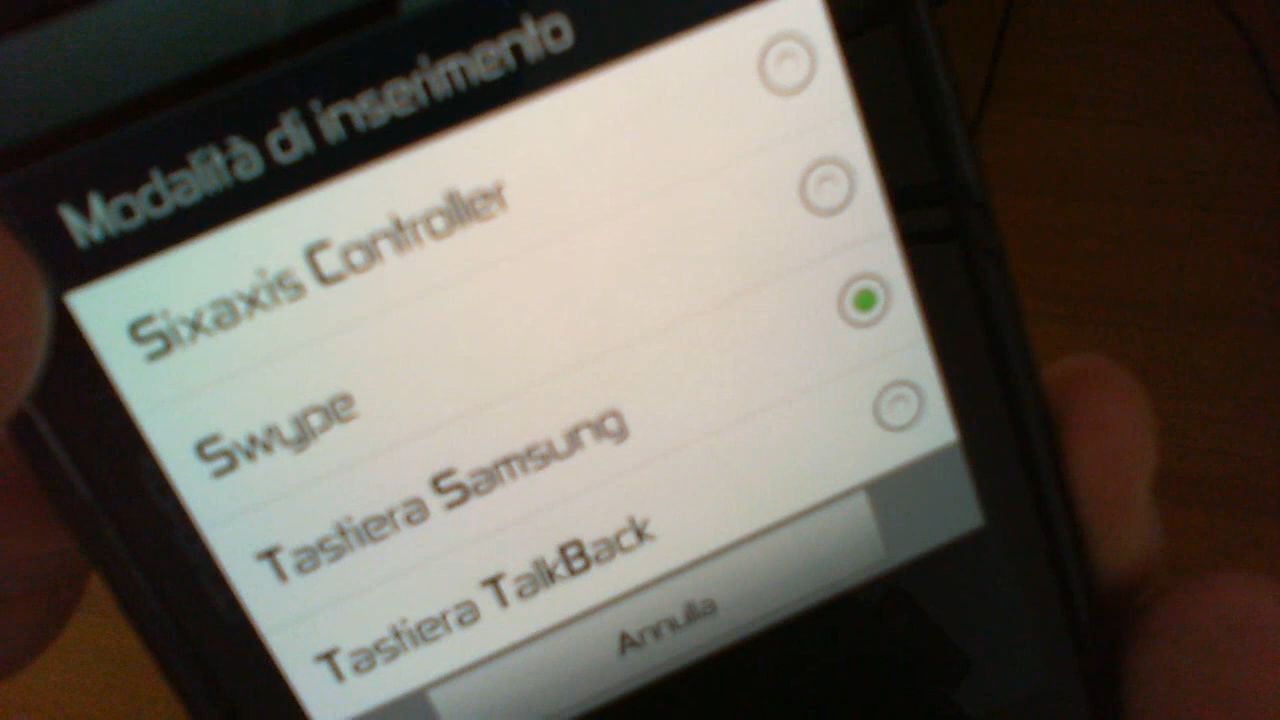 Modalità di inserimento
Sixaxis Controller
Swype
Tastiera Samsung
Tastiera TalkBack
Annulla